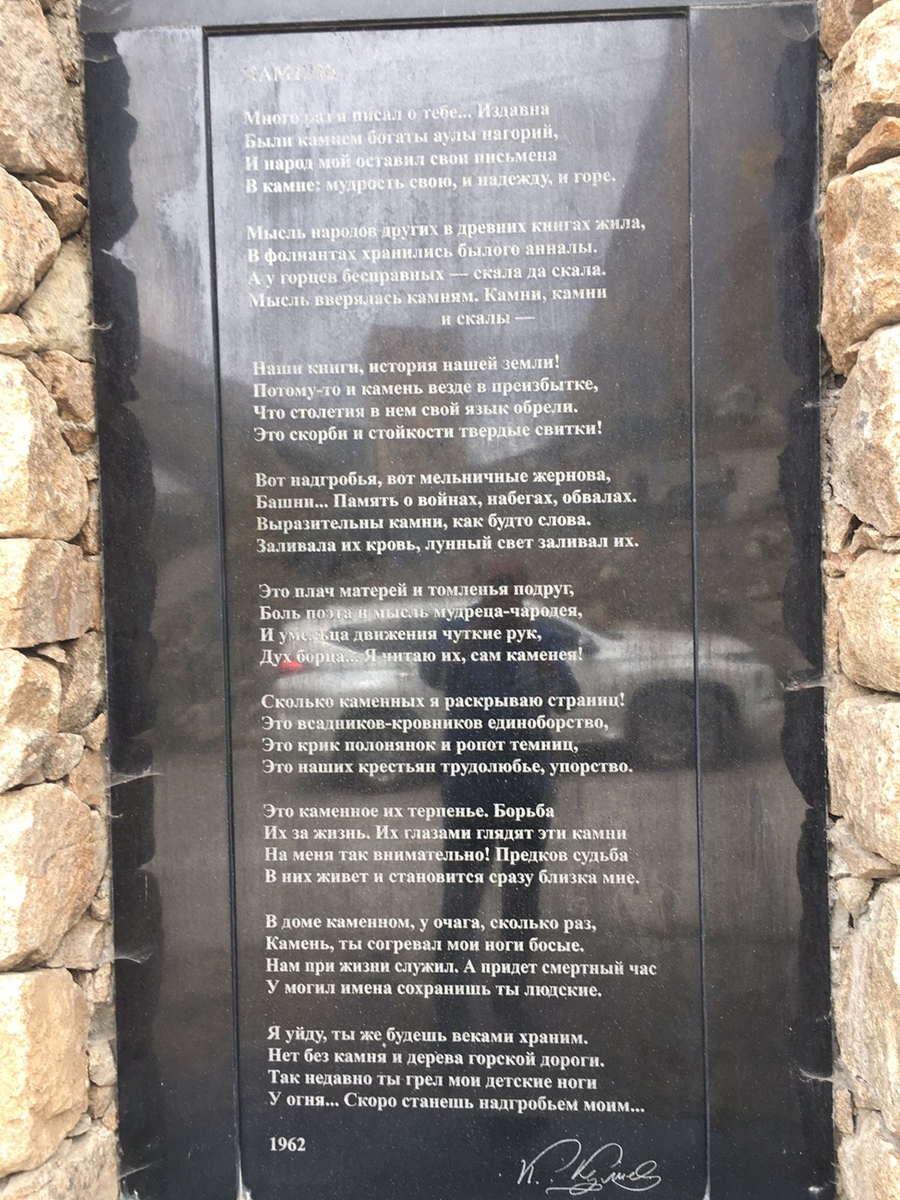 КАМЕНЬ
Много раз я писал о тебе... Издавна
Были камнем богаты аулы нагорий,
И народ мой оставил свои письмена
В камне: мудрость свою, и надежду, и горе.
Мысль народов других в древних книгах жила,
В фолиантах хранились былого анналы.
А у горцев бесправных — скала да скала.
Мысль вверялась камням. Камни, камни
и скалы —
Наши книги, история нашей земли!
Потому-то и камень везде в преизбытке,
Что столетия в нем свой язык обрели.
Это скорби и стойкости твердые свитки!
Вот надгробья, вот мельничные жернова,
Башни... Память о войнах, набегах, обвалах.
Выразительны камни, как будто слова.
Заливала их кровь, лунный свет заливал их.
Это плач матерей и томленья подруг,
Боль поэта и мысль мудреца-чародея,
И умельца движения чуткие рук,
Дух борца... Я читаю их, сам каменея!
Сколько каменных я раскрываю страниц!
Это всадников-кровников единоборство,
Это крик полонянок и ропот темниц,
Это наших крестьян трудолюбье, упорство.
Это каменное их терпенье. Борьба
Их за жизнь. Их глазами глядят эти камни
На меня так внимательно! Предков судьба
В них живет и становится сразу близка мне.
В доме каменном, у очага, сколько раз,
Камень, ты согревал мои ноги босые.
Нам при жизни служил. А придет смертный час
У могил имена сохранишь ты людские.
Я уйду, ты же будешь веками храним.
Нет без камня и дерева горской дороги.
Так недавно ты грел мои детские ноги
У огня... Скоро станешь надгробьем моим...
1962
К. Кулиев